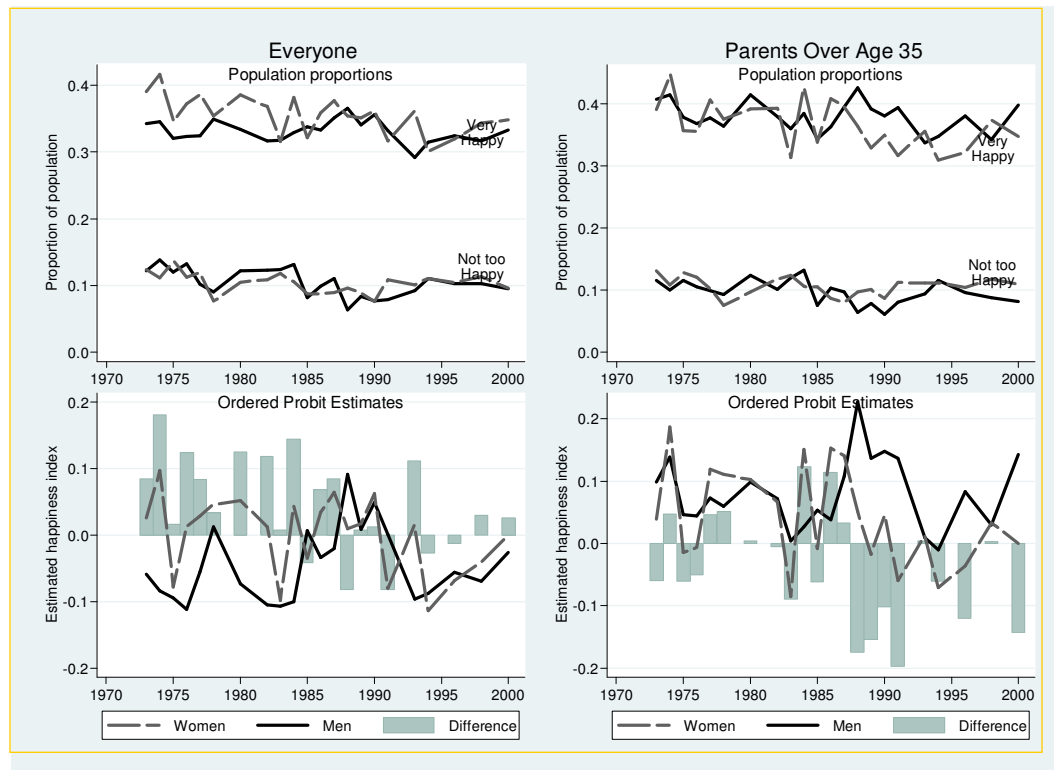 Everyone
Population proportions
Proportion of population
0.4
0.3
0.2
0.1
0.0
Very
Happy
Not too
Happy
1970 1975 1980 1985 1990 1995 2000
Ordered Probit Estimates
Estimated happiness index
0.2
0.1
0.0
-0.1
-0.2
1970 1975 1980 1985 1990 1995 2000
Women Men Difference
Parents Over Age 35
Population proportions
Proportion of population
0.4
0.3
0.2
0.1
0.0
Very
Happy
Not too
Happy
1970 1975 1980 1985 1990 1995 2000
Ordered Probit Estimates
Estimated happiness index
0.2
0.1
0.0
-0.1
-0.2
1970 1975 1980 1985 1990 1995 2000
Women Men Difference